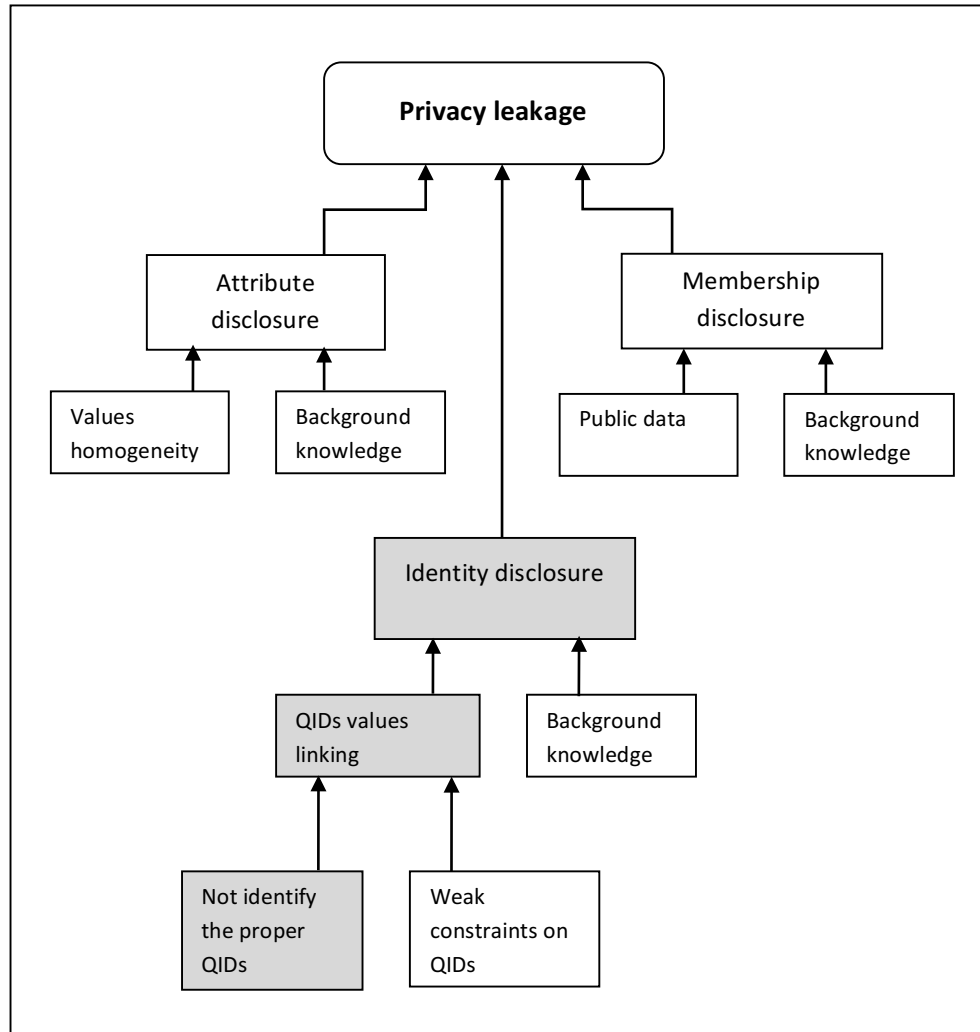 Privacy leakage
Attribute
disclosure
Membership
disclosure
Values
homogeneity
Background
knowledge
Public data
Background
knowledge
Identity disclosure
QIDs values
linking
Background
knowledge
Not identify
the proper
QIDs
Weak
constraints on
QIDs